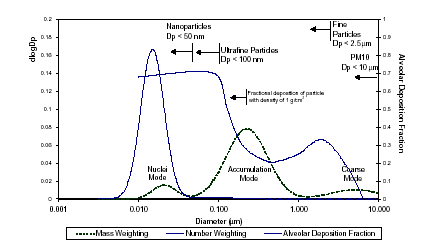 0.2
0.18
0.16
0.14
0.12
0.1
0.08
0.06
0.04
0.02
0
dlogDp
Nanoparticles
Dp < 50 nm
Ultrafine Particles
Dp < 100 nm
Fine
Particles
Dp < 2.5 µm
PM10
Dp < 10 µm
Fractional deposition of particle
with density of 1 g/cm³
Nuclei
Mode
Accumulation
Mode
Coarse
Mode
1
0.9
0.8
0.7
0.6
0.5
0.4
0.3
0.2
0.1
0
Alveolar Deposition Fraction
0.001
0.010
0.100
1.000
10.000
Diameter (µm)
Mass Weighting
Number Weighting
Alveolar Deposition Fraction